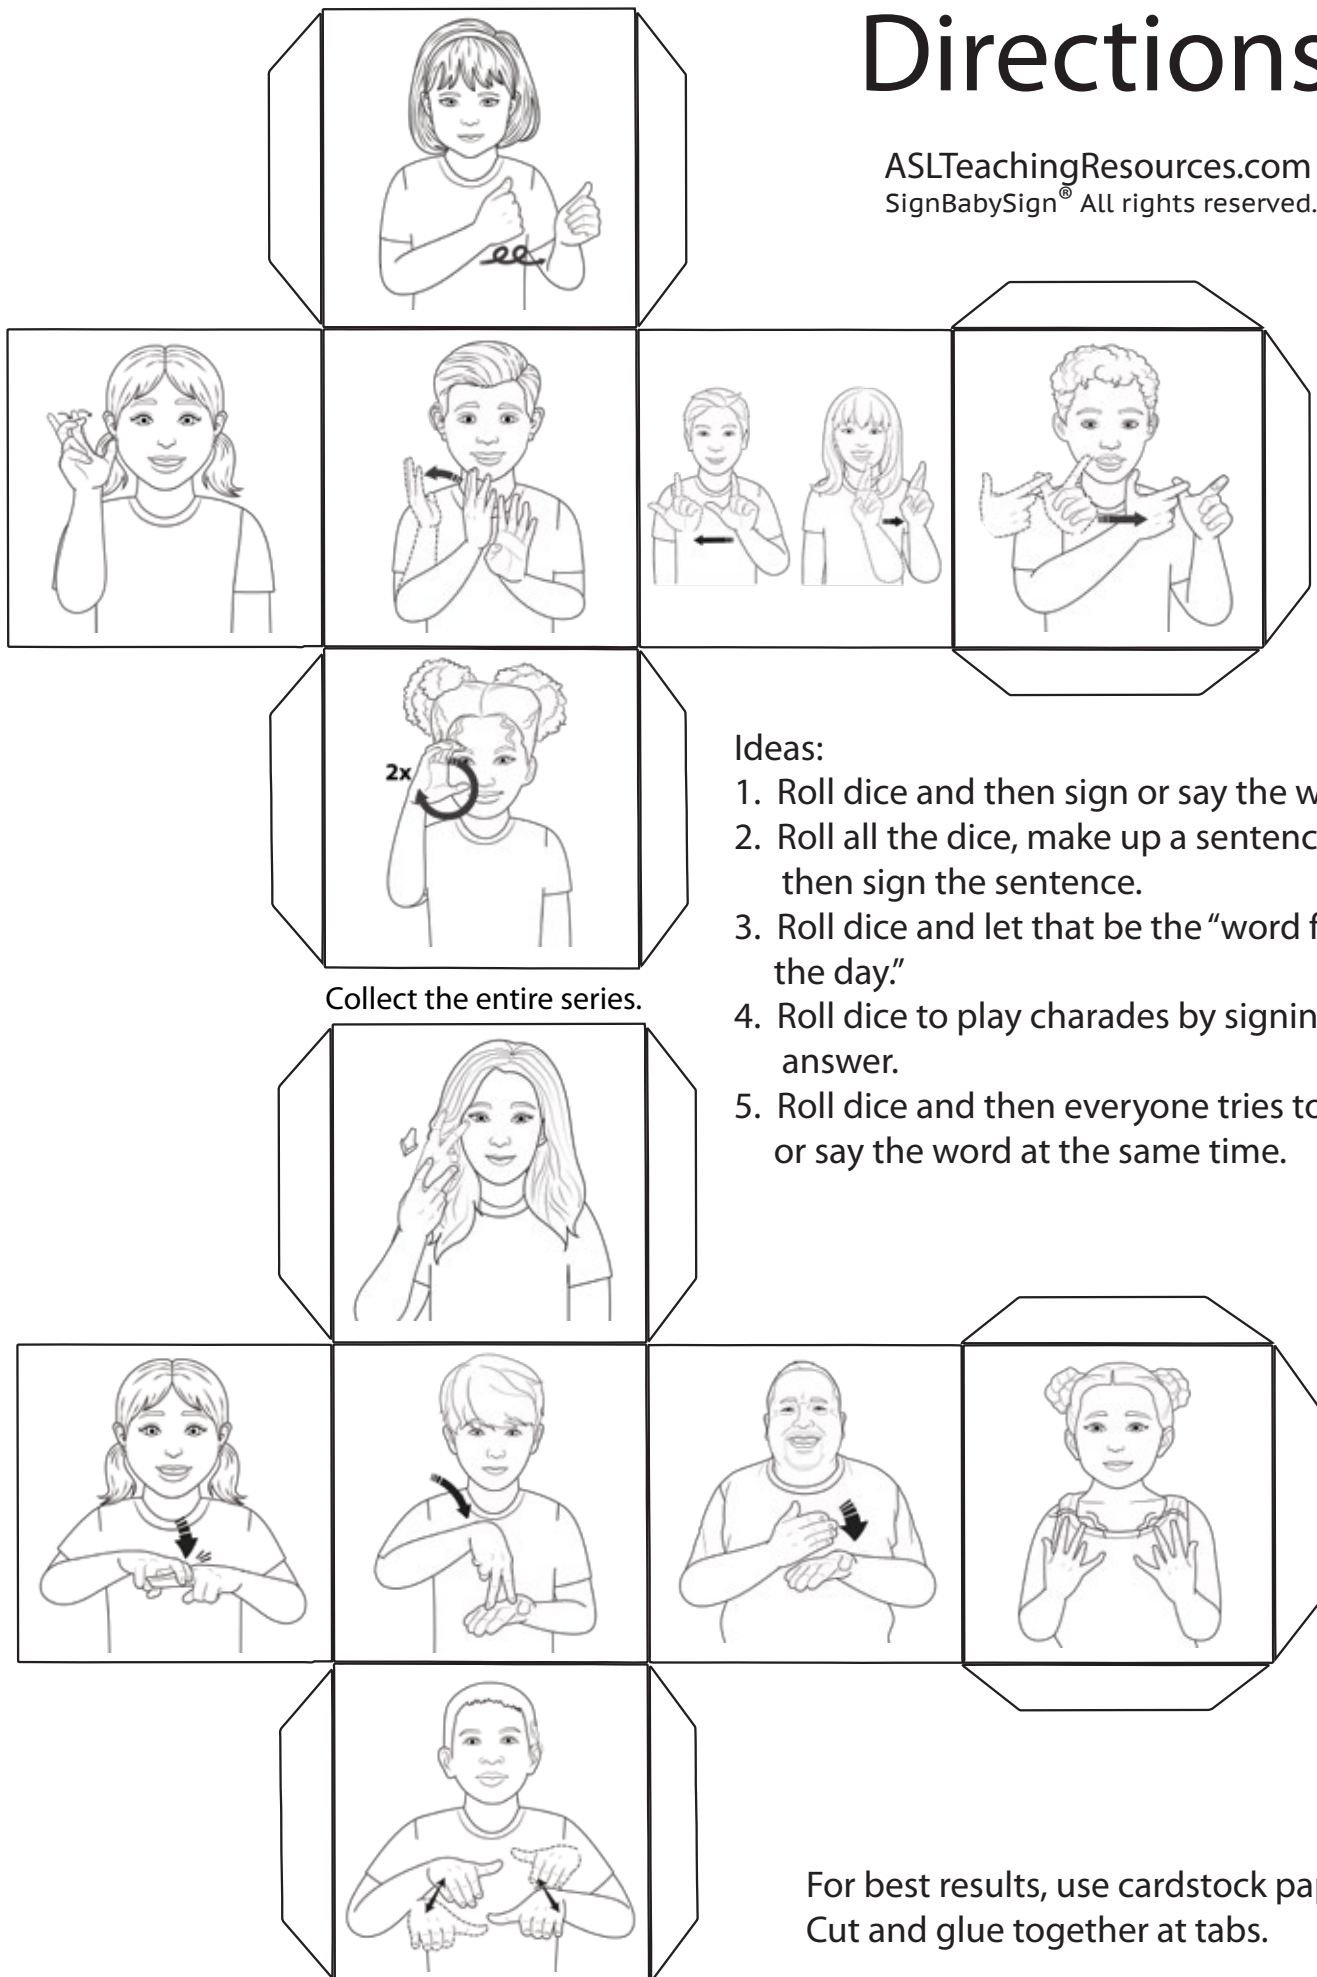 Directions
ASLTeachingResources.com
SignBabySign® All rights reserved.
2x
Ideas:
1. Roll dice and then sign or say the w
2. Roll all the dice, make up a sentenc
then sign the sentence.
3. Roll dice and let that be the “word f
the day.”
4. Roll dice to play charades by signin
answer.
5. Roll dice and then everyone tries to
or say the word at the same time.
Collect the entire series.
For best results, use cardstock pap
Cut and glue together at tabs.